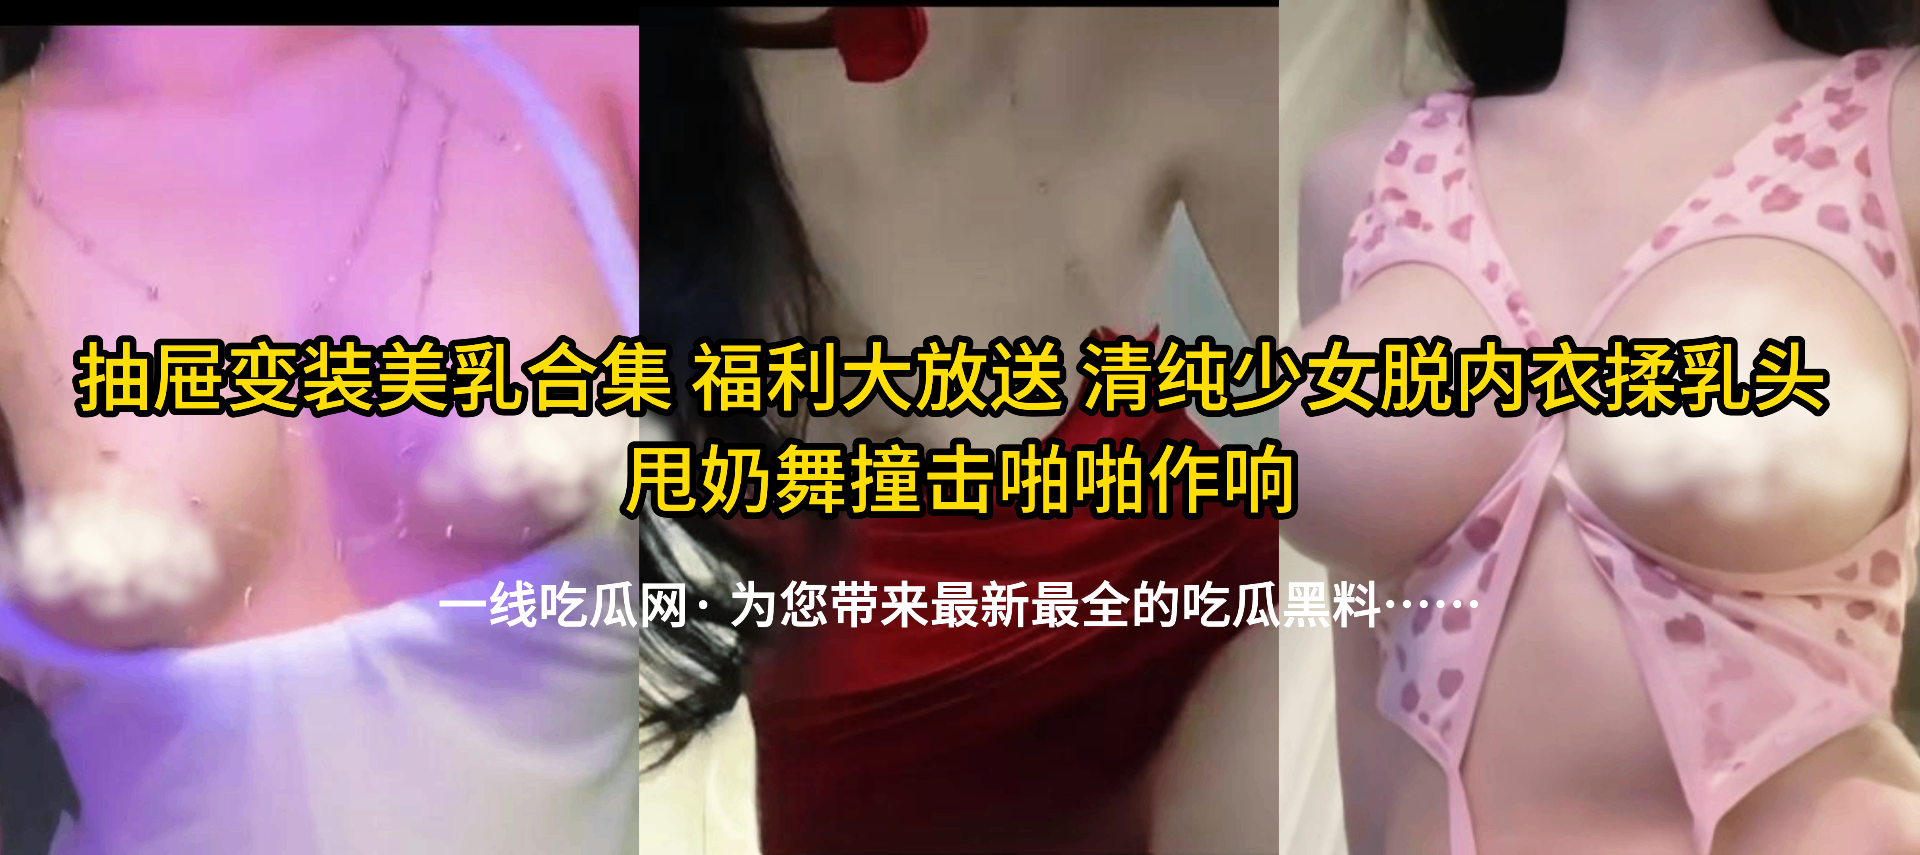 抽屉变装美乳合集 福利大放送 清纯少女脱内衣揉乳头
甩奶舞撞击啪啪作响
一线吃瓜网· 为您带来最新最全的吃瓜黑料……